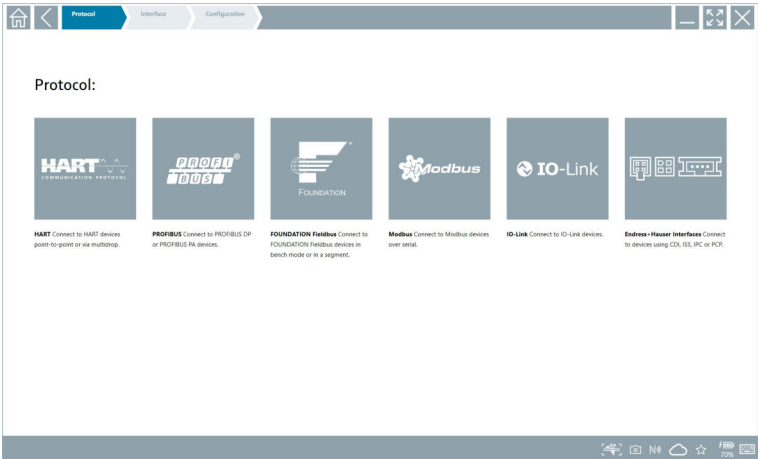 Protocol
Interface
Configuration
Protocol:
HART
COMMUNICATION PROTOCOL
PROFI
BUS
FOUNDATION
Modbus
IO-Link
HART Connect to HART devices
point-to-point or via multidrop.
PROFIBUS Connect to PROFIBUS DP
or PROFIBUS PA devices.
FOUNDATION Fieldbus Connect to
FOUNDATION Fieldbus devices in
bench mode or in a segment.
Modbus Connect to Modbus devices
over serial.
IO-Link Connect to IO-Link devices.
Endress+Hauser Interfaces Connect
to devices using CDI, ISS, IPC or PCP.
70%